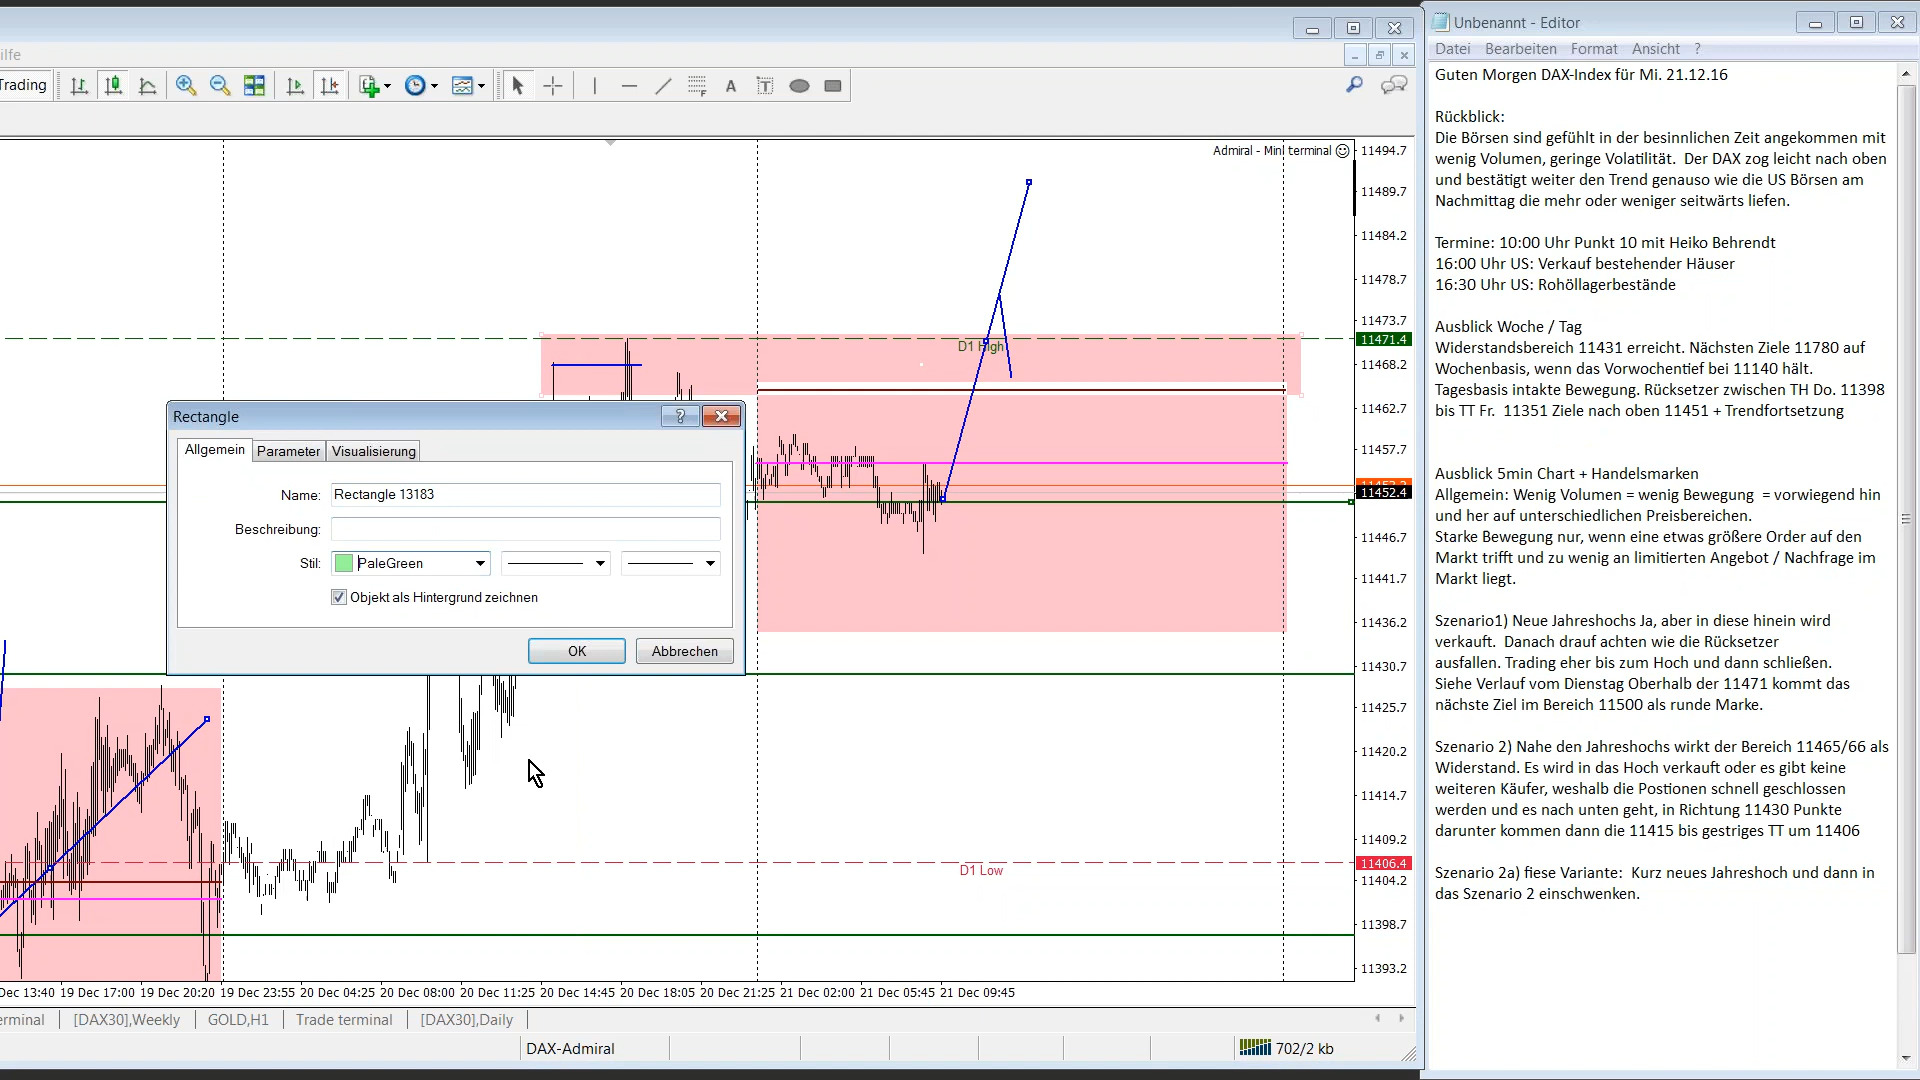 Unbenannt - Editor
ilfe
Datei Bearbeiten Format Ansicht ?
Trading
Guten Morgen DAX-Index für Mi. 21.12.16
Rückblick:
Die Börsen sind gefühlt in der besinnlichen Zeit angekommen mit
wenig Volumen, geringe Volatilität. Der DAX zog leicht nach oben
und bestätigt weiter den Trend genauso wie die US Börsen am
Nachmittag die mehr oder weniger seitwärts liefen.
Termine: 10:00 Uhr Punkt 10 mit Heiko Behrendt
16:00 Uhr US: Verkauf bestehender Häuser
16:30 Uhr US: Rohöllagerbestände
Ausblick Woche / Tag
Widerstandsbereich 11431 erreicht. Nächsten Ziele 11780 auf
Wochenbasis, wenn das Vorwochentief bei 11140 hält.
Tagesbasis intakte Bewegung. Rücksetzer zwischen TH Do. 11398
bis TT Fr. 11351 Ziele nach oben 11451 + Trendfortsetzung
Ausblick 5min Chart + Handelsmarken
Allgemein: Wenig Volumen = wenig Bewegung = vorwiegend hin
und her auf unterschiedlichen Preisbereichen.
Starke Bewegung nur, wenn eine etwas größere Order auf den
Markt trifft und zu wenig an limitierten Angebot / Nachfrage im
Markt liegt.
Szenario1) Neue Jahreshochs Ja, aber in diese hinein wird
verkauft. Danach drauf achten wie die Rücksetzer
ausfallen. Trading eher bis zum Hoch und dann schließen.
Siehe Verlauf vom Dienstag Oberhalb der 11471 kommt das
nächste Ziel im Bereich 11500 als runde Marke.
Szenario 2) Nahe den Jahreshochs wirkt der Bereich 11465/66 als
Widerstand. Es wird in das Hoch verkauft oder es gibt keine
weiteren Käufer, weshalb die Postionen schnell geschlossen
werden und es nach unten geht, in Richtung 11430 Punkte
darunter kommen dann die 11415 bis gestriges TT um 11406
Szenario 2a) fiese Variante: Kurz neues Jahreshoch und dann in
das Szenario 2 einschwenken.
Admiral - Mini terminal
11494.7
11489.7
11484.2
11478.7
11473.7
11471.4
D1 High
11468.2
11462.7
11457.7
11452.4
11446.7
11441.7
11436.2
11430.7
11425.7
11420.2
11414.7
11409.2
11406.4
D1 Low
11404.2
11398.7
11393.2
Rectangle
?
Allgemein Parameter Visualisierung
Name: Rectangle 13183
Beschreibung:
Stil: PaleGreen
Objekt als Hintergrund zeichnen
OK Abbrechen
Dec 13:40 19 Dec 17:00 19 Dec 20:20 19 Dec 23:55 20 Dec 04:25 20 Dec 08:00 20 Dec 11:25 20 Dec 14:45 20 Dec 18:05 20 Dec 21:25 21 Dec 02:00 21 Dec 05:45 21 Dec 09:45
erminal [DAX30],Weekly GOLD,H1 Trade terminal [DAX30],Daily
DAX-Admiral 702/2 kb